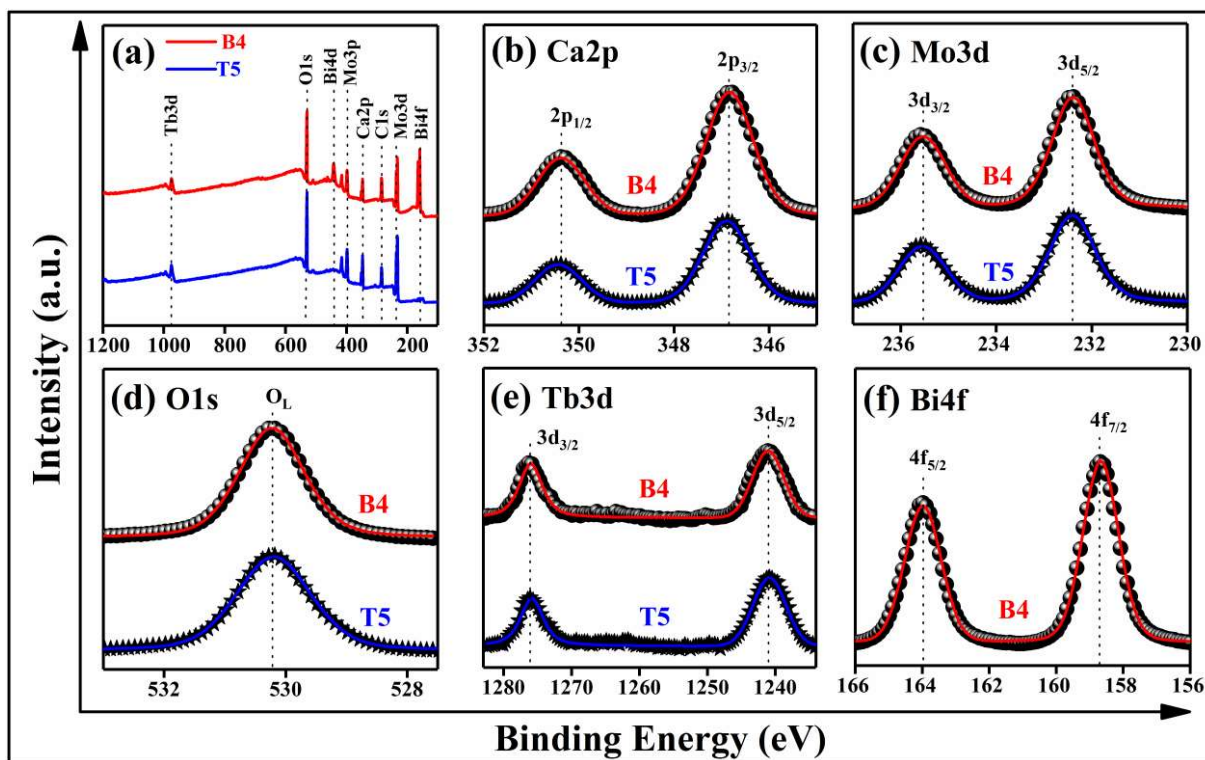 Intensity (a.u.)
(a)
B4
T5
Tb3d
O1s
Bi4d
Mo3p
Ca2p
C1s
Mo3d
Bi4f
1200 1000 800 600 400 200
(b) Ca2p
2p1/2
2p3/2
B4
T5
352 350 348 346
(c) Mo3d
3d3/2
3d5/2
B4
T5
236 234 232 230
(d) O1s
OL
B4
T5
532 530 528
(e) Tb3d
3d3/2
3d5/2
B4
T5
1280 1270 1260 1250 1240
(f) Bi4f
4f5/2
4f7/2
B4
166 164 162 160 158 156
Binding Energy (eV)